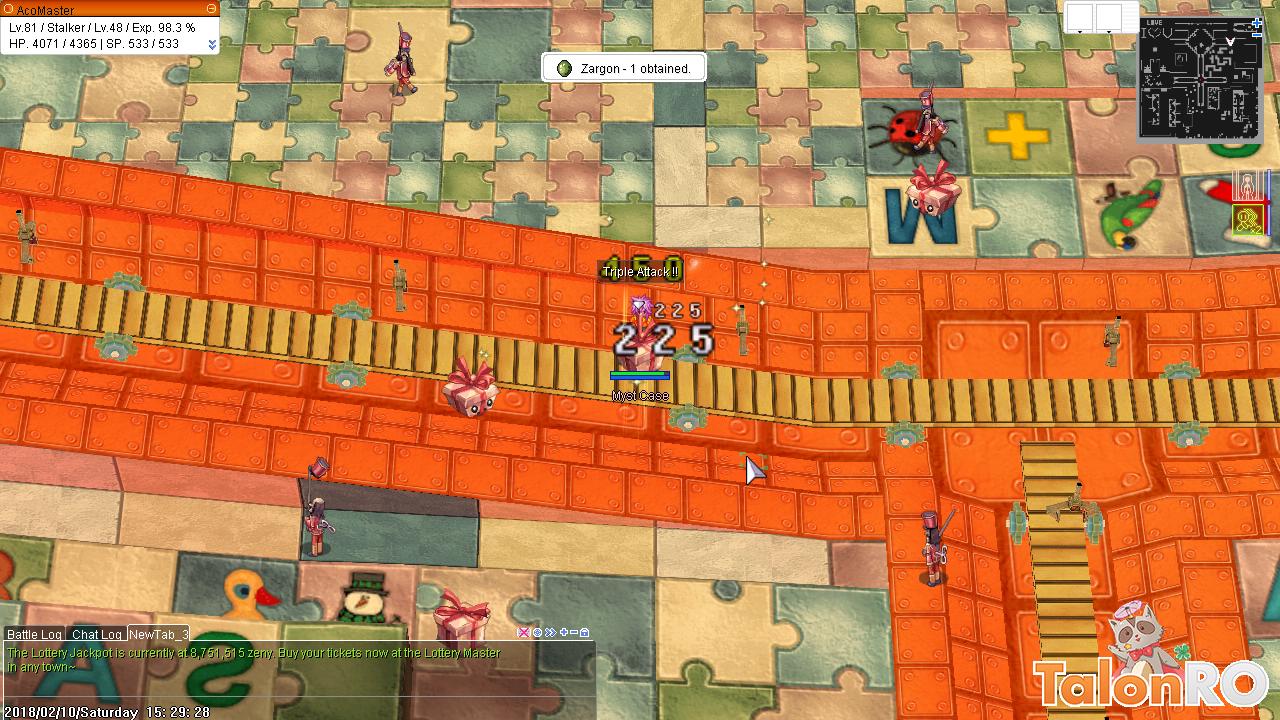 AcoMaster
Lv.81 / Stalker / Lv.48 / Exp. 98.3 %
HP. 4071 / 4365 | SP. 533 / 533
Zargon - 1 obtained.
LOVE
W
450
Triple Attack !!
225
225
Myst Case
Battle Log
Chat Log
NewTab_3
The Lottery Jackpot is currently at 8,751,515 zeny. Buy your tickets now at the Lottery Master
in any town~
2018/02/10/Saturday 15:29:28
TalonRO